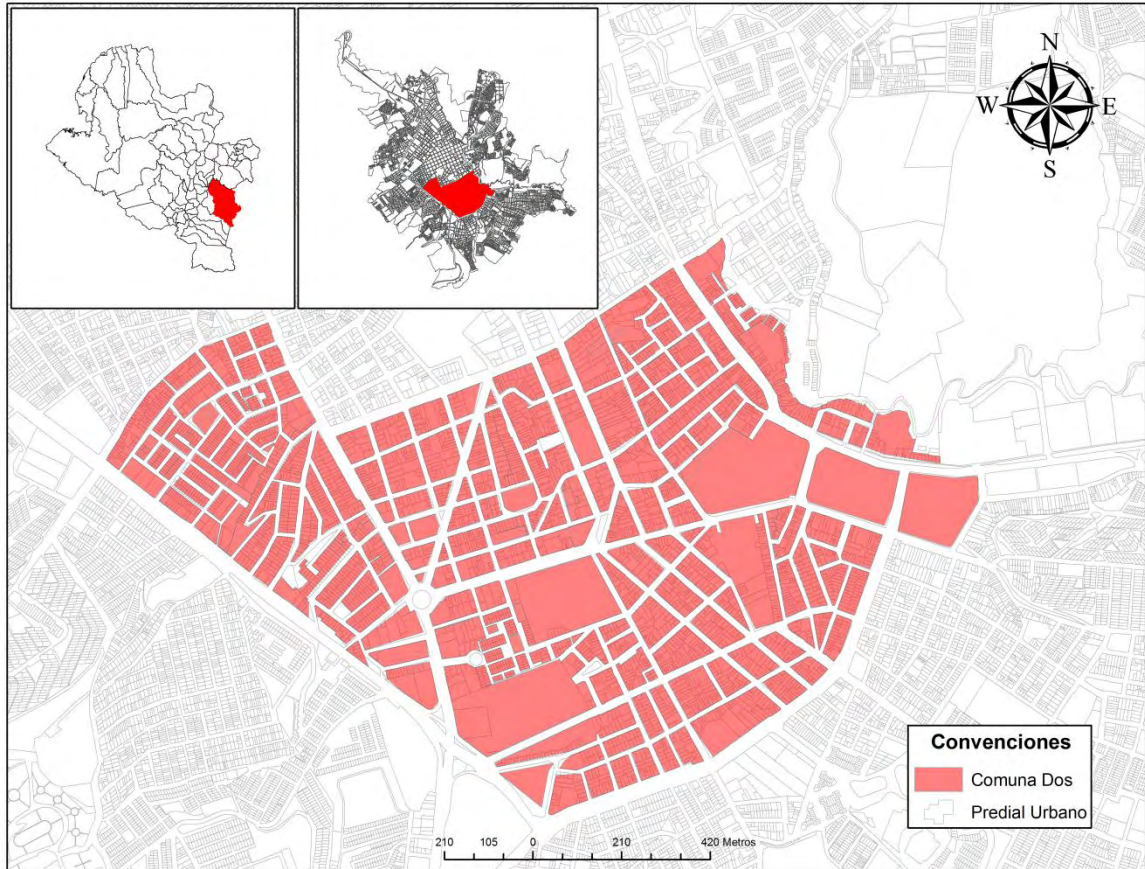 N
W E
S
Convenciones
Comuna Dos
Predial Urbano
210 105 0 210 420 Metros